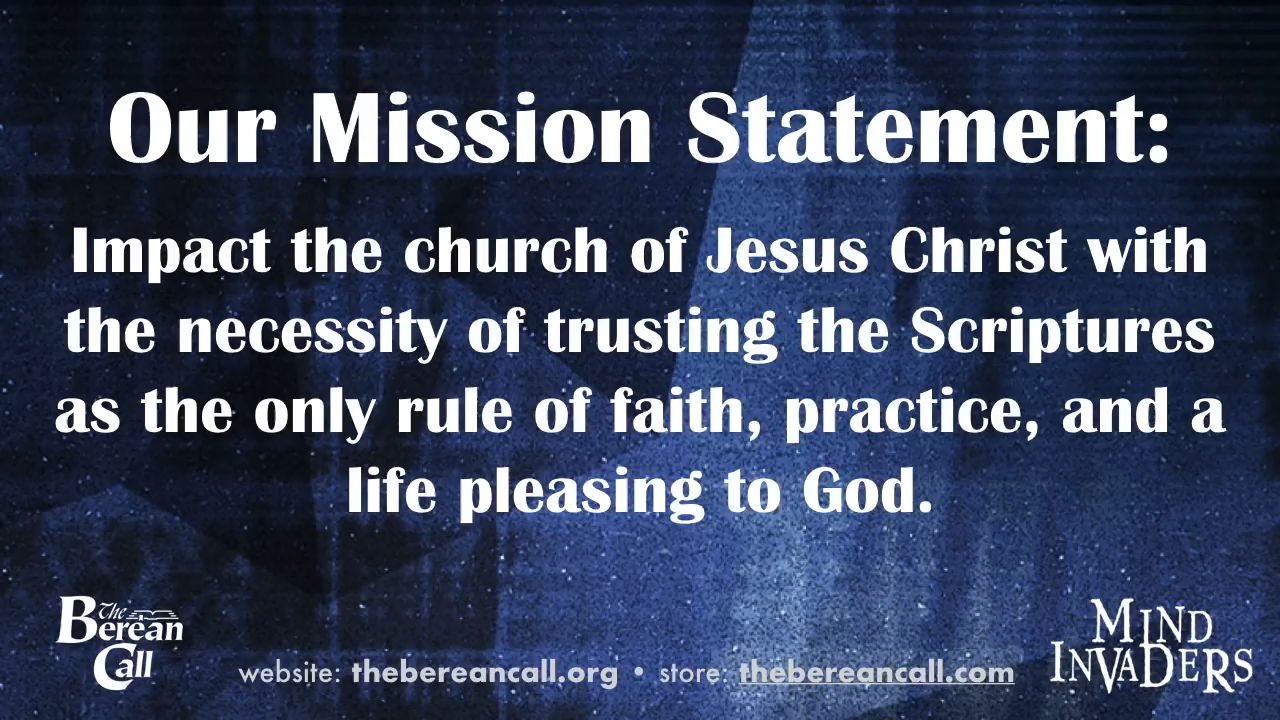 Our Mission Statement:
Impact the church of Jesus Christ with
the necessity of trusting the Scriptures
as the only rule of faith, practice, and a
life pleasing to God.
The
Berean
Call
website: thebereancall.org • store: thebereancall.com
MIND
INVADERS